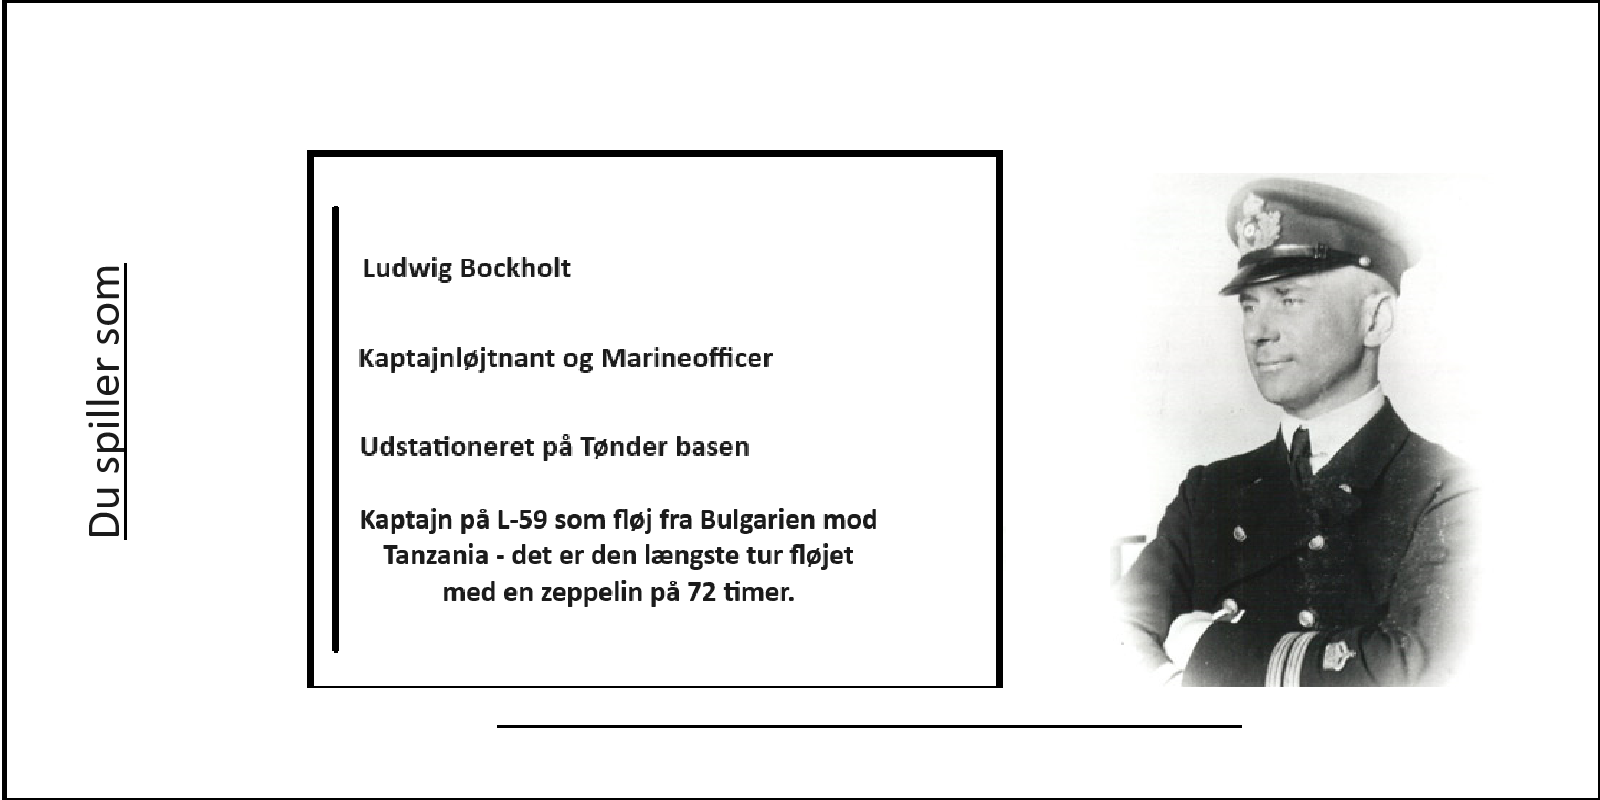 Du spiller som
Ludwig Bockholt
Kaptajnløjtnant og Marineofficer
Udstationeret på Tønder basen
Kaptajn på L-59 som fløj fra Bulgarien mod
Tanzania - det er den længste tur fløjet
med en zeppelin på 72 timer.